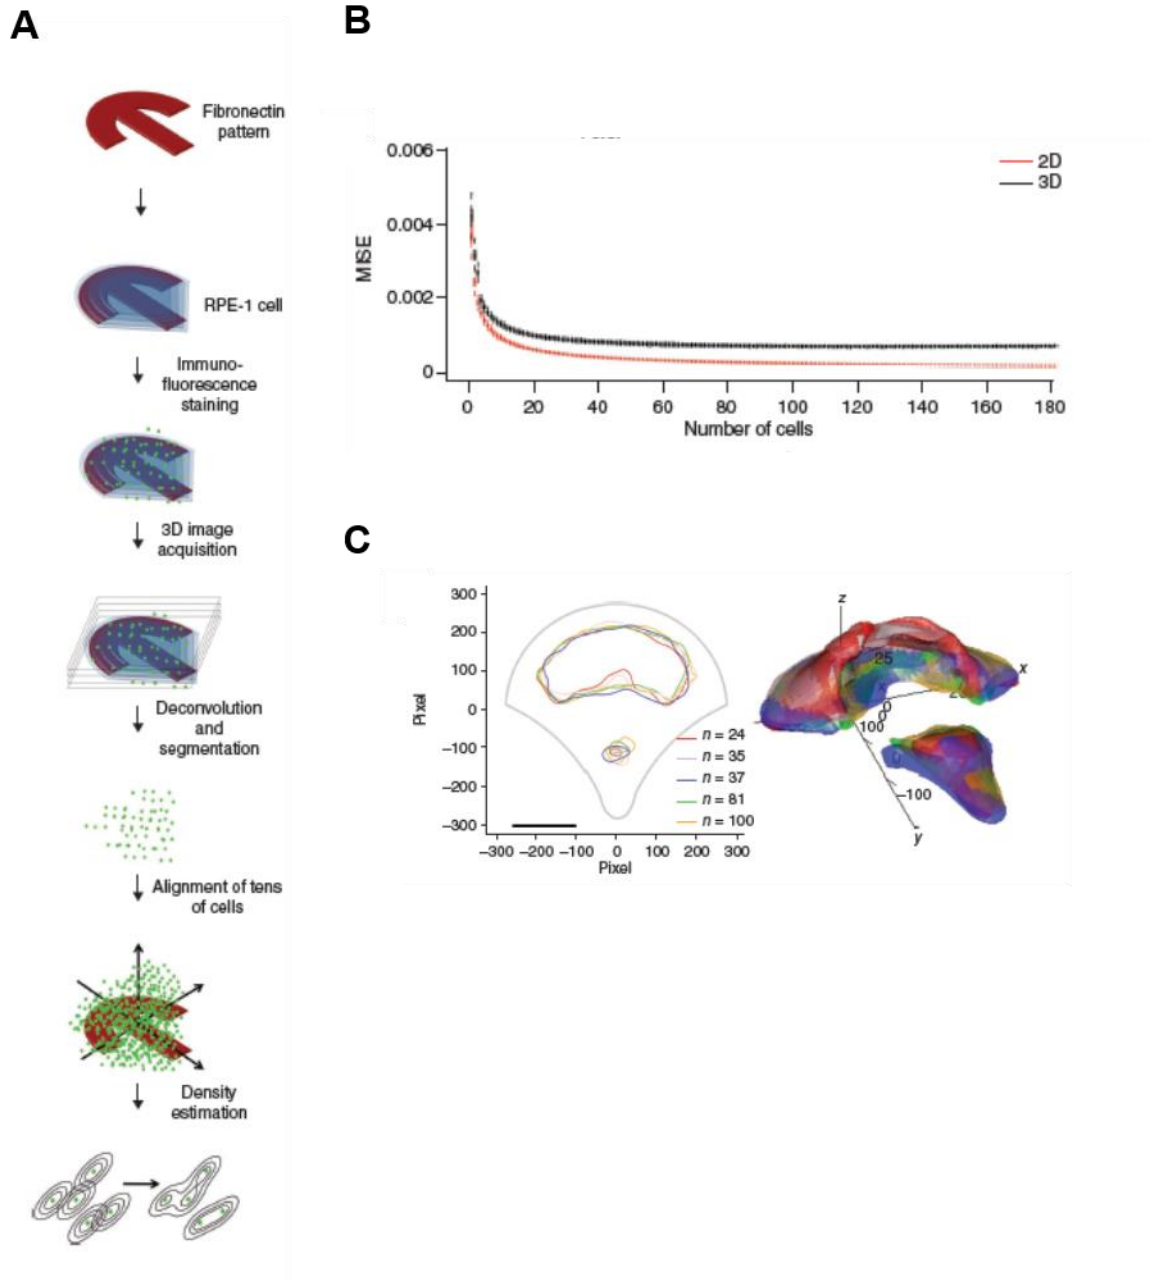 A
Fibronectin
pattern
RPE-1 cell
Immuno-
fluorescence
staining
3D image
acquisition
Deconvolution
and
segmentation
Alignment of tens
of cells
Density
estimation
B
0.006
0.004
0.002
0
MISE
2D
3D
0 20 40 60 80 100 120 140 160 180
Number of cells
C
300
200
100
0
−100
−200
−300
Pixel
n = 24
n = 35
n = 37
n = 81
n = 100
−300 −200 −100 0 100 200 300
Pixel
z
x
25
0
0
100
−100
y